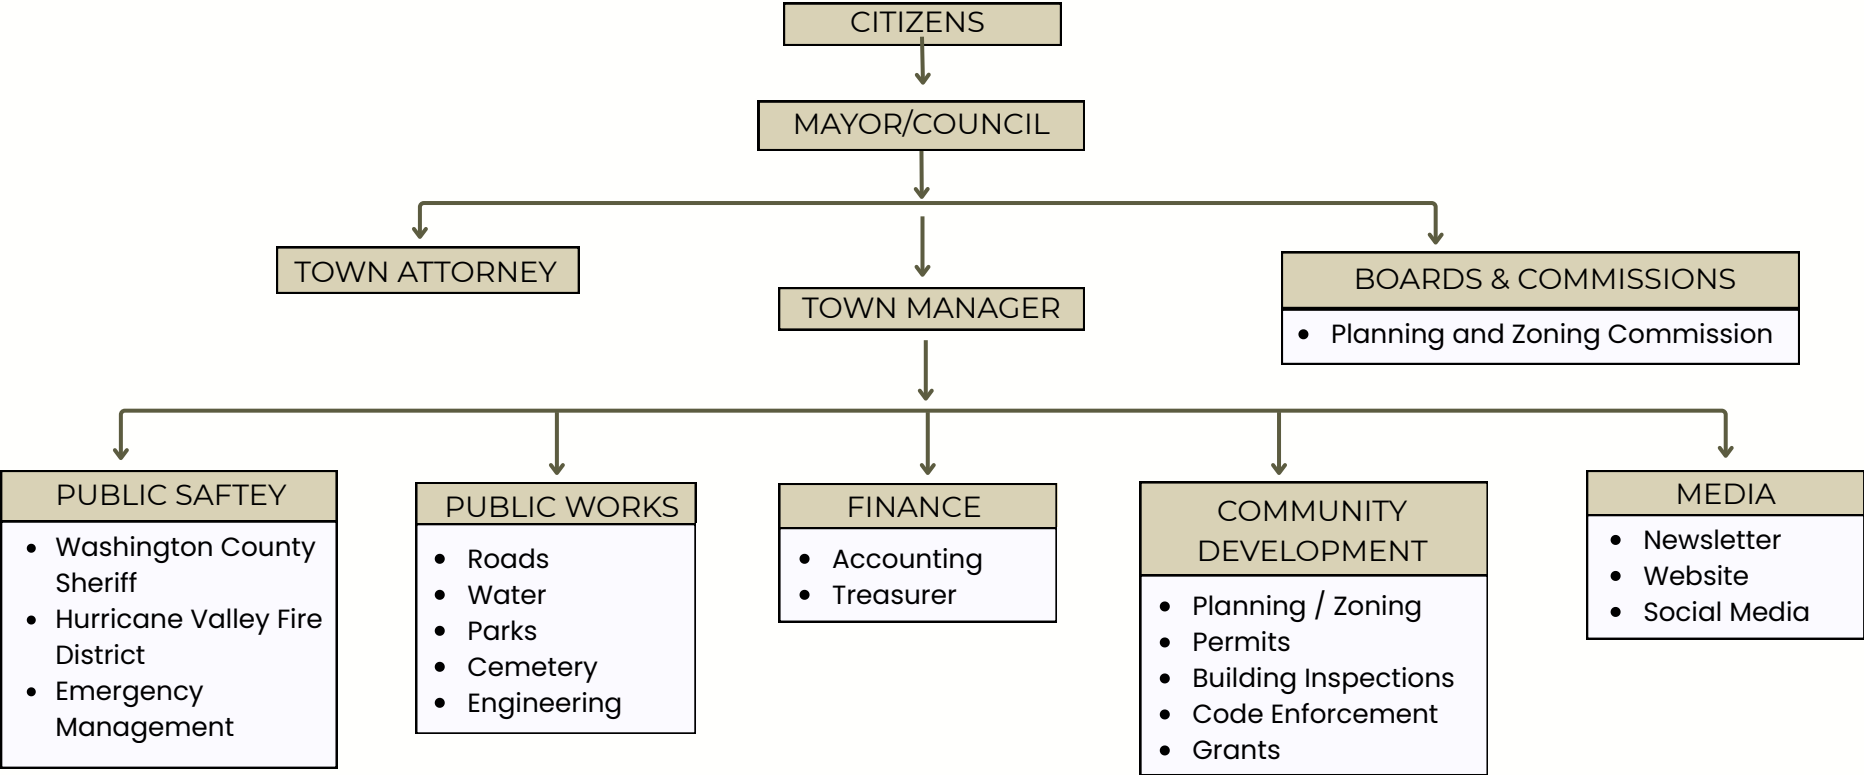 CITIZENS
MAYOR/COUNCIL
TOWN ATTORNEY
TOWN MANAGER
BOARDS & COMMISSIONS
• Planning and Zoning Commission
PUBLIC SAFTEY
• Washington County
Sheriff
• Hurricane Valley Fire
District
• Emergency
Management
PUBLIC WORKS
• Roads
• Water
• Parks
• Cemetery
• Engineering
FINANCE
• Accounting
• Treasurer
COMMUNITY
DEVELOPMENT
• Planning / Zoning
• Permits
• Building Inspections
• Code Enforcement
• Grants
MEDIA
• Newsletter
• Website
• Social Media